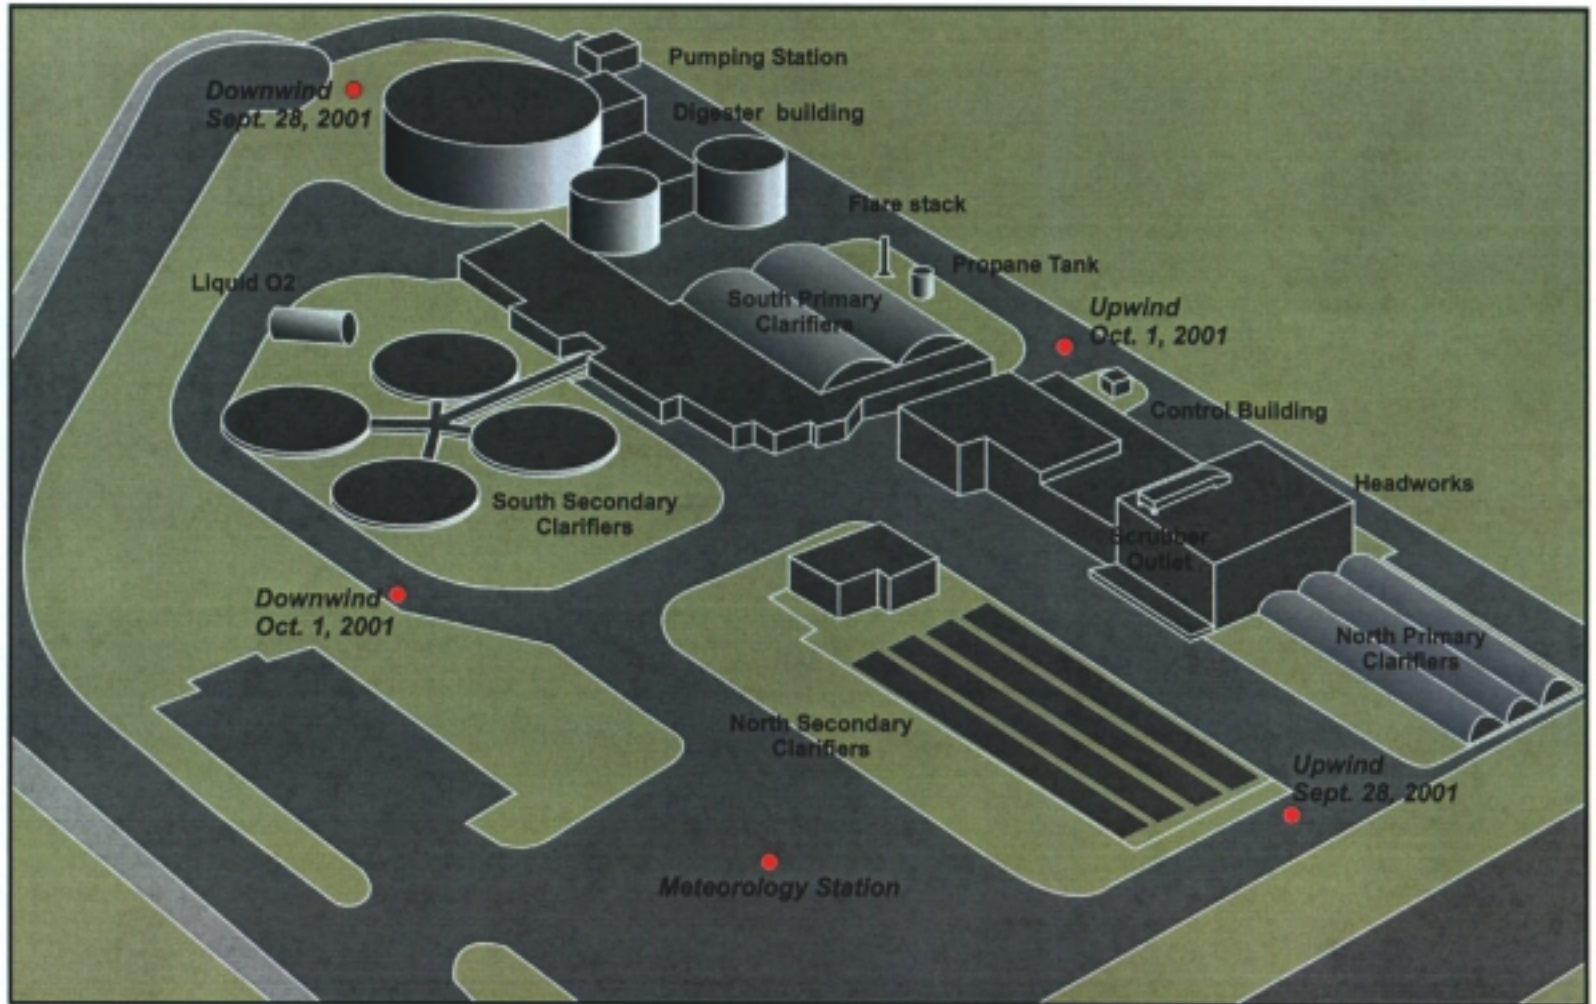 Pumping Station
Downwind
Sept. 28, 2001
Digester building
Flare stack
Propane Tank
Liquid O2
South Primary
Clarifiers
Upwind
Oct. 1, 2001
Control Building
Headworks
South Secondary
Clarifiers
Scrubber
Outlet
Downwind
Oct. 1, 2001
North Primary
Clarifiers
North Secondary
Clarifiers
Upwind
Sept. 28, 2001
Meteorology Station